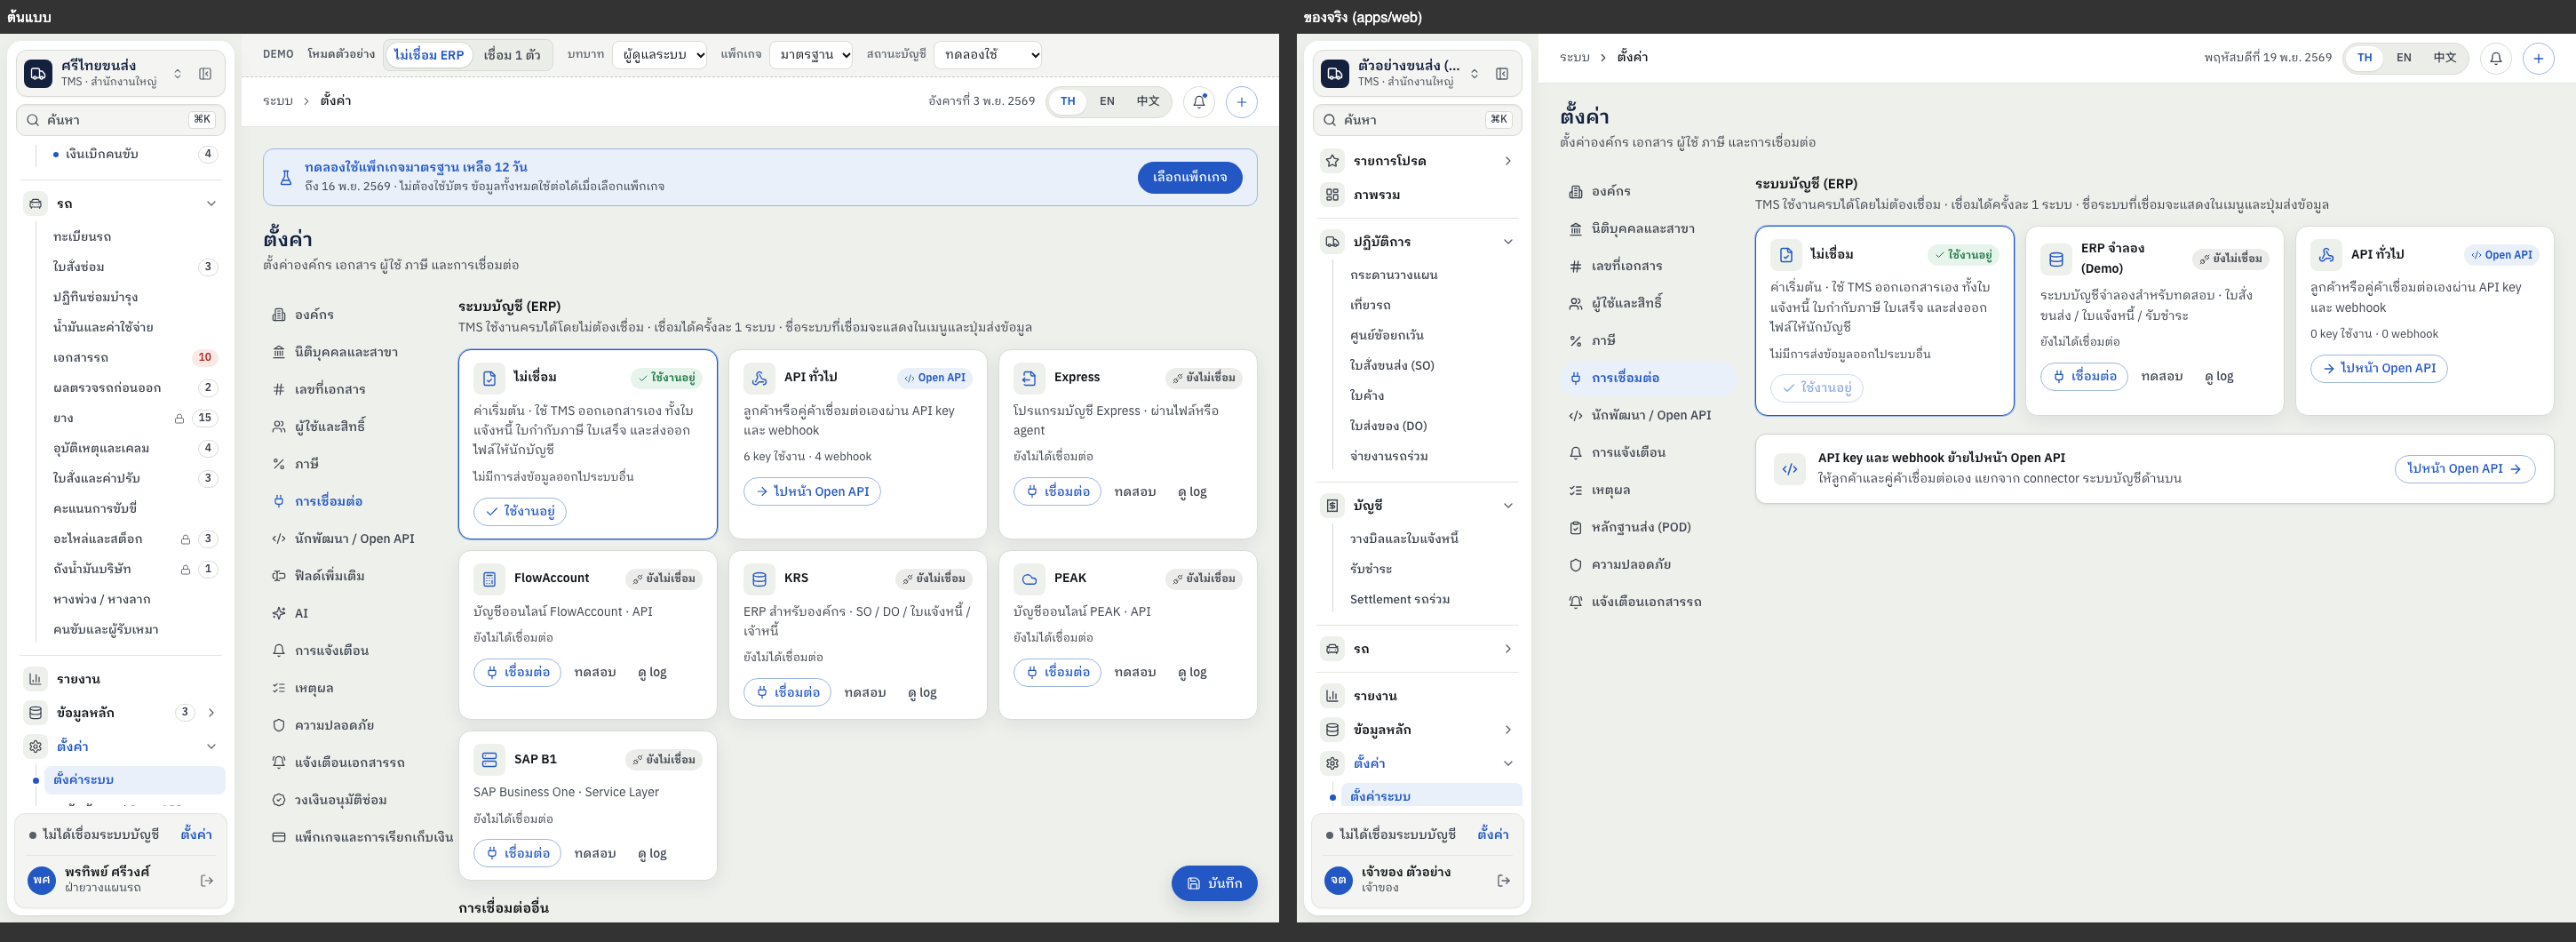 ต้นแบบ
ศรีไทยขนส่ง
TMS · สำนักงานใหญ่
ค้นหา
⌘K
เงินเบิกคนขับ 4
รถ
ทะเบียนรถ
ใบสั่งซ่อม 3
ปฏิทินซ่อมบำรุง
น้ำมันและค่าใช้จ่าย
เอกสารรถ 10
ผลตรวจรถก่อนออก 2
ยาง 15
อุบัติเหตุและเคลม 4
ใบสั่งและค่าปรับ 3
คะแนนการขับขี่
อะไหล่และสต็อก 3
ถังน้ำมันบริษัท 1
หางพ่วง / หางลาก
คนขับและผู้รับเหมา
รายงาน
ข้อมูลหลัก 3
ตั้งค่า
ตั้งค่าระบบ
ไม่ได้เชื่อมระบบบัญชี ตั้งค่า
พศ
พรทิพย์ ศรีวงศ์
ฝ่ายวางแผนรถ
DEMO โหมดตัวอย่าง ไม่เชื่อม ERP เชื่อม 1 ตัว บทบาท ผู้ดูแลระบบ แพ็กเกจ มาตรฐาน สถานะบัญชี ทดลองใช้
ระบบ > ตั้งค่า
อังคารที่ 3 พ.ย. 2569 TH EN 中文
ทดลองใช้แพ็กเกจมาตรฐาน เหลือ 12 วัน
ถึง 16 พ.ย. 2569 · ไม่ต้องใช้บัตร ข้อมูลทั้งหมดใช้ต่อได้เมื่อเลือกแพ็กเกจ
เลือกแพ็กเกจ
ตั้งค่า
ตั้งค่าองค์กร เอกสาร ผู้ใช้ ภาษี และการเชื่อมต่อ
องค์กร
นิติบุคคลและสาขา
เลขที่เอกสาร
ผู้ใช้และสิทธิ์
ภาษี
การเชื่อมต่อ
นักพัฒนา / Open API
ฟิลด์เพิ่มเติม
AI
การแจ้งเตือน
เหตุผล
ความปลอดภัย
แจ้งเตือนเอกสารรถ
วงเงินอนุมัติซ่อม
แพ็กเกจและการเรียกเก็บเงิน
ระบบบัญชี (ERP)
TMS ใช้งานครบได้โดยไม่ต้องเชื่อม · เชื่อมได้ครั้งละ 1 ระบบ · ชื่อระบบที่เชื่อมจะแสดงในเมนูและปุ่มส่งข้อมูล
ไม่เชื่อม ใช้งานอยู่
ค่าเริ่มต้น · ใช้ TMS ออกเอกสารเอง ทั้งใบ
แจ้งหนี้ ใบกำกับภาษี ใบเสร็จ และส่งออก
ไฟล์ให้นักบัญชี
ไม่มีการส่งข้อมูลออกไประบบอื่น
ใช้งานอยู่
API ทั่วไป Open API
ลูกค้าหรือคู่ค้าเชื่อมต่อเองผ่าน API key
และ webhook
6 key ใช้งาน · 4 webhook
ไปหน้า Open API
Express ยังไม่เชื่อม
โปรแกรมบัญชี Express · ผ่านไฟล์หรือ
agent
ยังไม่ได้เชื่อมต่อ
เชื่อมต่อ ทดสอบ ดู log
FlowAccount ยังไม่เชื่อม
บัญชีออนไลน์ FlowAccount · API
ยังไม่ได้เชื่อมต่อ
เชื่อมต่อ ทดสอบ ดู log
KRS ยังไม่เชื่อม
ERP สำหรับองค์กร · SO / DO / ใบแจ้งหนี้ /
เจ้าหนี้
ยังไม่ได้เชื่อมต่อ
เชื่อมต่อ ทดสอบ ดู log
PEAK ยังไม่เชื่อม
บัญชีออนไลน์ PEAK · API
ยังไม่ได้เชื่อมต่อ
เชื่อมต่อ ทดสอบ ดู log
SAP B1 ยังไม่เชื่อม
SAP Business One · Service Layer
ยังไม่ได้เชื่อมต่อ
เชื่อมต่อ ทดสอบ ดู log
การเชื่อมต่ออื่น
บันทึก
ของจริง (apps/web)
ตัวอย่างขนส่ง (...
TMS · สำนักงานใหญ่
ค้นหา
⌘K
รายการโปรด
ภาพรวม
ปฏิบัติการ
กระดานวางแผน
เที่ยวรถ
ศูนย์ข้อยกเว้น
ใบสั่งขนส่ง (SO)
ใบค้าง
ใบส่งของ (DO)
จ่ายงานรถร่วม
บัญชี
วางบิลและใบแจ้งหนี้
รับชำระ
Settlement รถร่วม
รถ
รายงาน
ข้อมูลหลัก
ตั้งค่า
ตั้งค่าระบบ
ไม่ได้เชื่อมระบบบัญชี ตั้งค่า
จต
เจ้าของ ตัวอย่าง
เจ้าของ
ระบบ > ตั้งค่า
พฤหัสบดีที่ 19 พ.ย. 2569 TH EN 中文
ตั้งค่า
ตั้งค่าองค์กร เอกสาร ผู้ใช้ ภาษี และการเชื่อมต่อ
องค์กร
นิติบุคคลและสาขา
เลขที่เอกสาร
ผู้ใช้และสิทธิ์
ภาษี
การเชื่อมต่อ
นักพัฒนา / Open API
การแจ้งเตือน
เหตุผล
หลักฐานส่ง (POD)
ความปลอดภัย
แจ้งเตือนเอกสารรถ
ระบบบัญชี (ERP)
TMS ใช้งานครบได้โดยไม่ต้องเชื่อม · เชื่อมได้ครั้งละ 1 ระบบ · ชื่อระบบที่เชื่อมจะแสดงในเมนูและปุ่มส่งข้อมูล
ไม่เชื่อม ใช้งานอยู่
ค่าเริ่มต้น · ใช้ TMS ออกเอกสารเอง ทั้งใบ
แจ้งหนี้ ใบกำกับภาษี ใบเสร็จ และส่งออก
ไฟล์ให้นักบัญชี
ไม่มีการส่งข้อมูลออกไประบบอื่น
ใช้งานอยู่
ERP จำลอง
(Demo)
ยังไม่เชื่อม
ระบบบัญชีจำลองสำหรับทดสอบ · ใบสั่ง
ขนส่ง / ใบแจ้งหนี้ / รับชำระ
ยังไม่ได้เชื่อมต่อ
เชื่อมต่อ ทดสอบ ดู log
API ทั่วไป Open API
ลูกค้าหรือคู่ค้าเชื่อมต่อเองผ่าน API key
และ webhook
0 key ใช้งาน · 0 webhook
ไปหน้า Open API
API key และ webhook ย้ายไปหน้า Open API
ให้ลูกค้าและคู่ค้าเชื่อมต่อเอง แยกจาก connector ระบบบัญชีด้านบน
ไปหน้า Open API